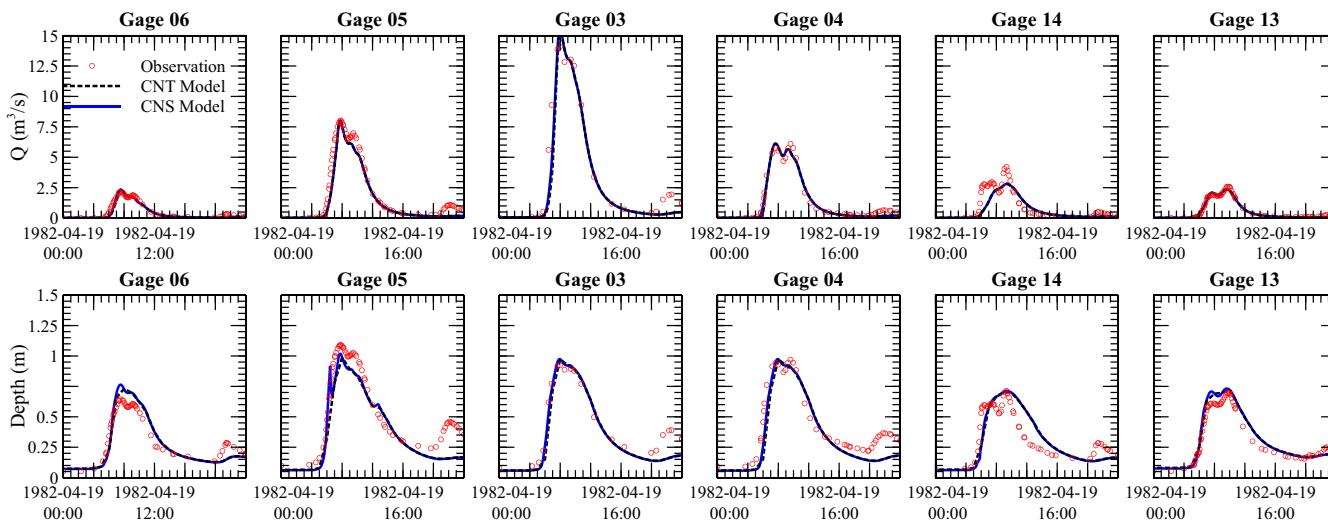 Gage 06 Gage 05 Gage 03 Gage 04 Gage 14 Gage 13
15
12.5
10
7.5
5
2.5
0
Q (m³/s)
Observation
CNT Model
CNS Model
1982-04-19 1982-04-19 1982-04-19 1982-04-19 1982-04-19 1982-04-19 1982-04-19 1982-04-19 1982-04-19 1982-04-19 1982-04-19 1982-04-19
00:00 12:00 00:00 16:00 00:00 16:00 00:00 16:00 00:00 16:00 00:00 16:00
Gage 06 Gage 05 Gage 03 Gage 04 Gage 14 Gage 13
1.5
1.25
1
0.75
0.5
0.25
0
Depth (m)
1982-04-19 1982-04-19 1982-04-19 1982-04-19 1982-04-19 1982-04-19 1982-04-19 1982-04-19 1982-04-19 1982-04-19 1982-04-19 1982-04-19
00:00 12:00 00:00 16:00 00:00 16:00 00:00 16:00 00:00 16:00 00:00 16:00